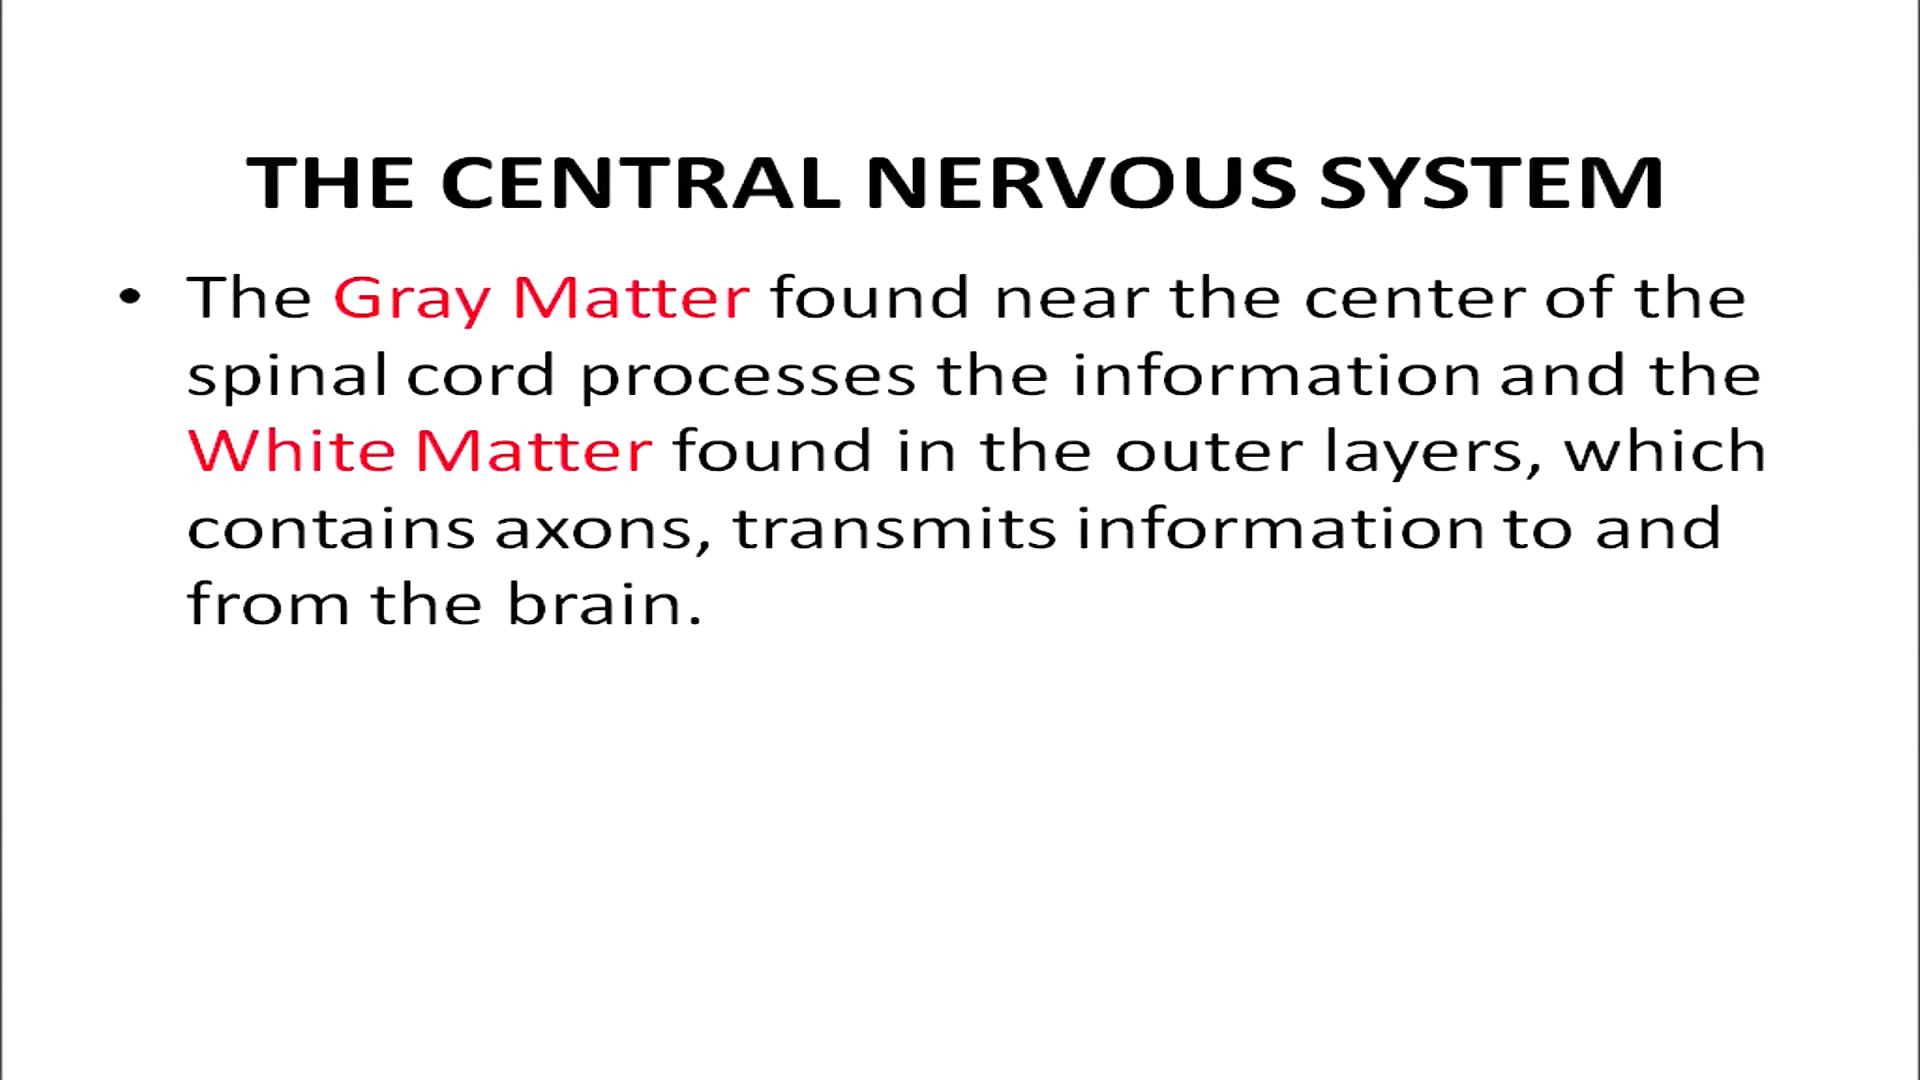 THE CENTRAL NERVOUS SYSTEM
• The Gray Matter found near the center of the
spinal cord processes the information and the
White Matter found in the outer layers, which
contains axons, transmits information to and
from the brain.